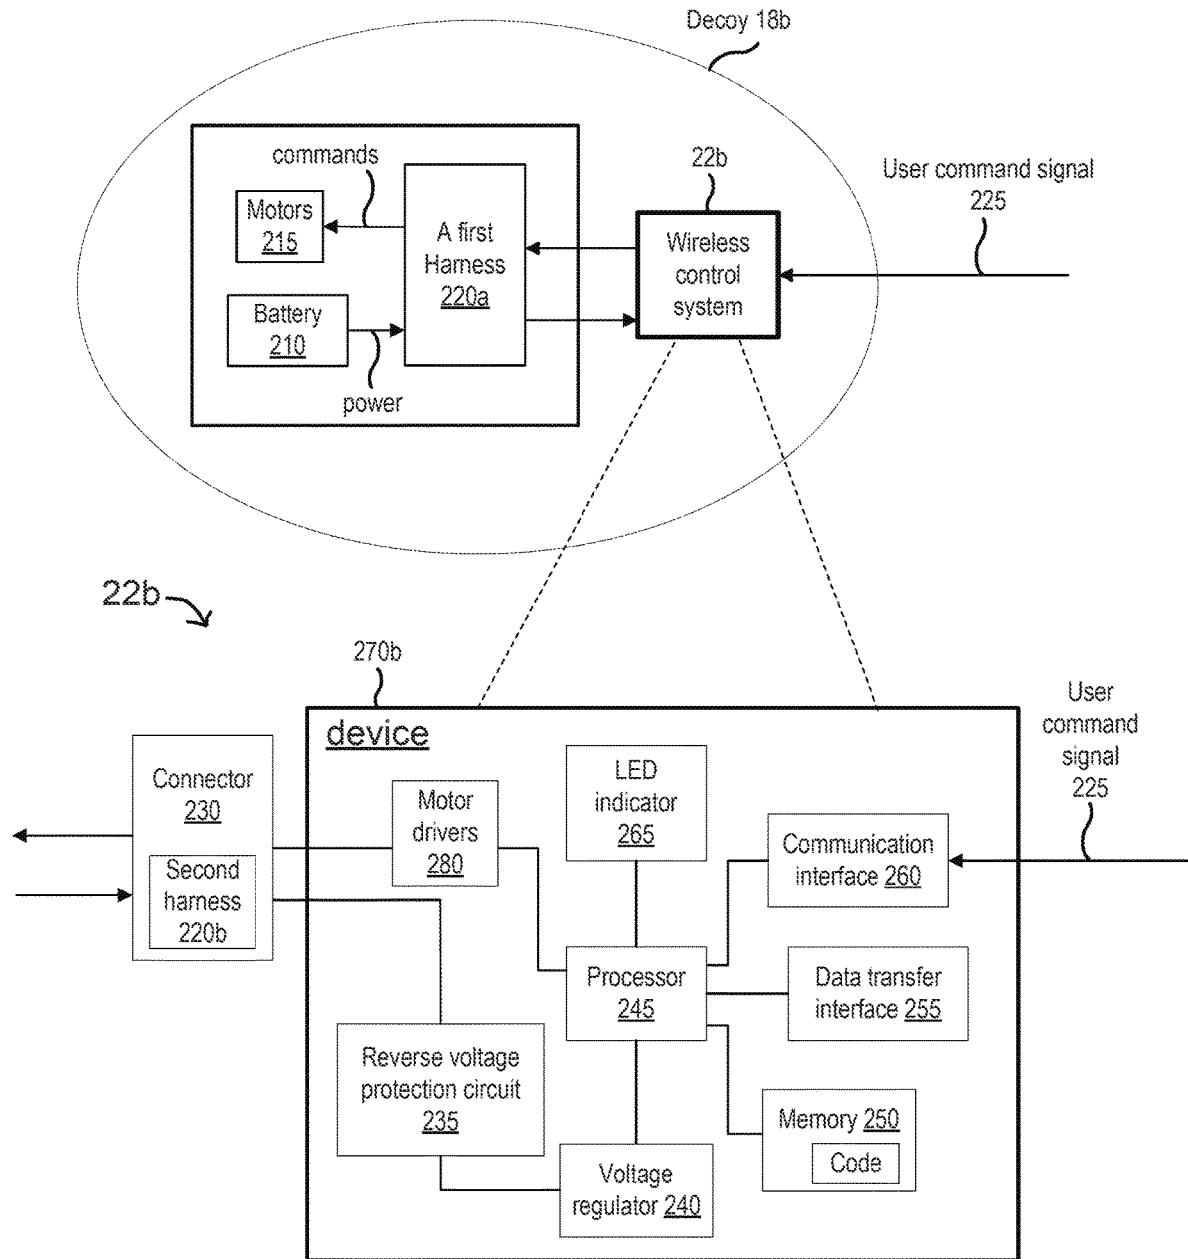 Decoy 18b
commands
22b
User command signal
225
Motors
215
A first
Harness
220a
Wireless
control
system
Battery
210
power
22b
270b
device
User
command
signal
225
Connector
230
Second
harness
220b
Motor
drivers
280
LED
indicator
265
Communication
interface 260
Processor
245
Data transfer
interface 255
Reverse voltage
protection circuit
235
Memory 250
Code
Voltage
regulator 240